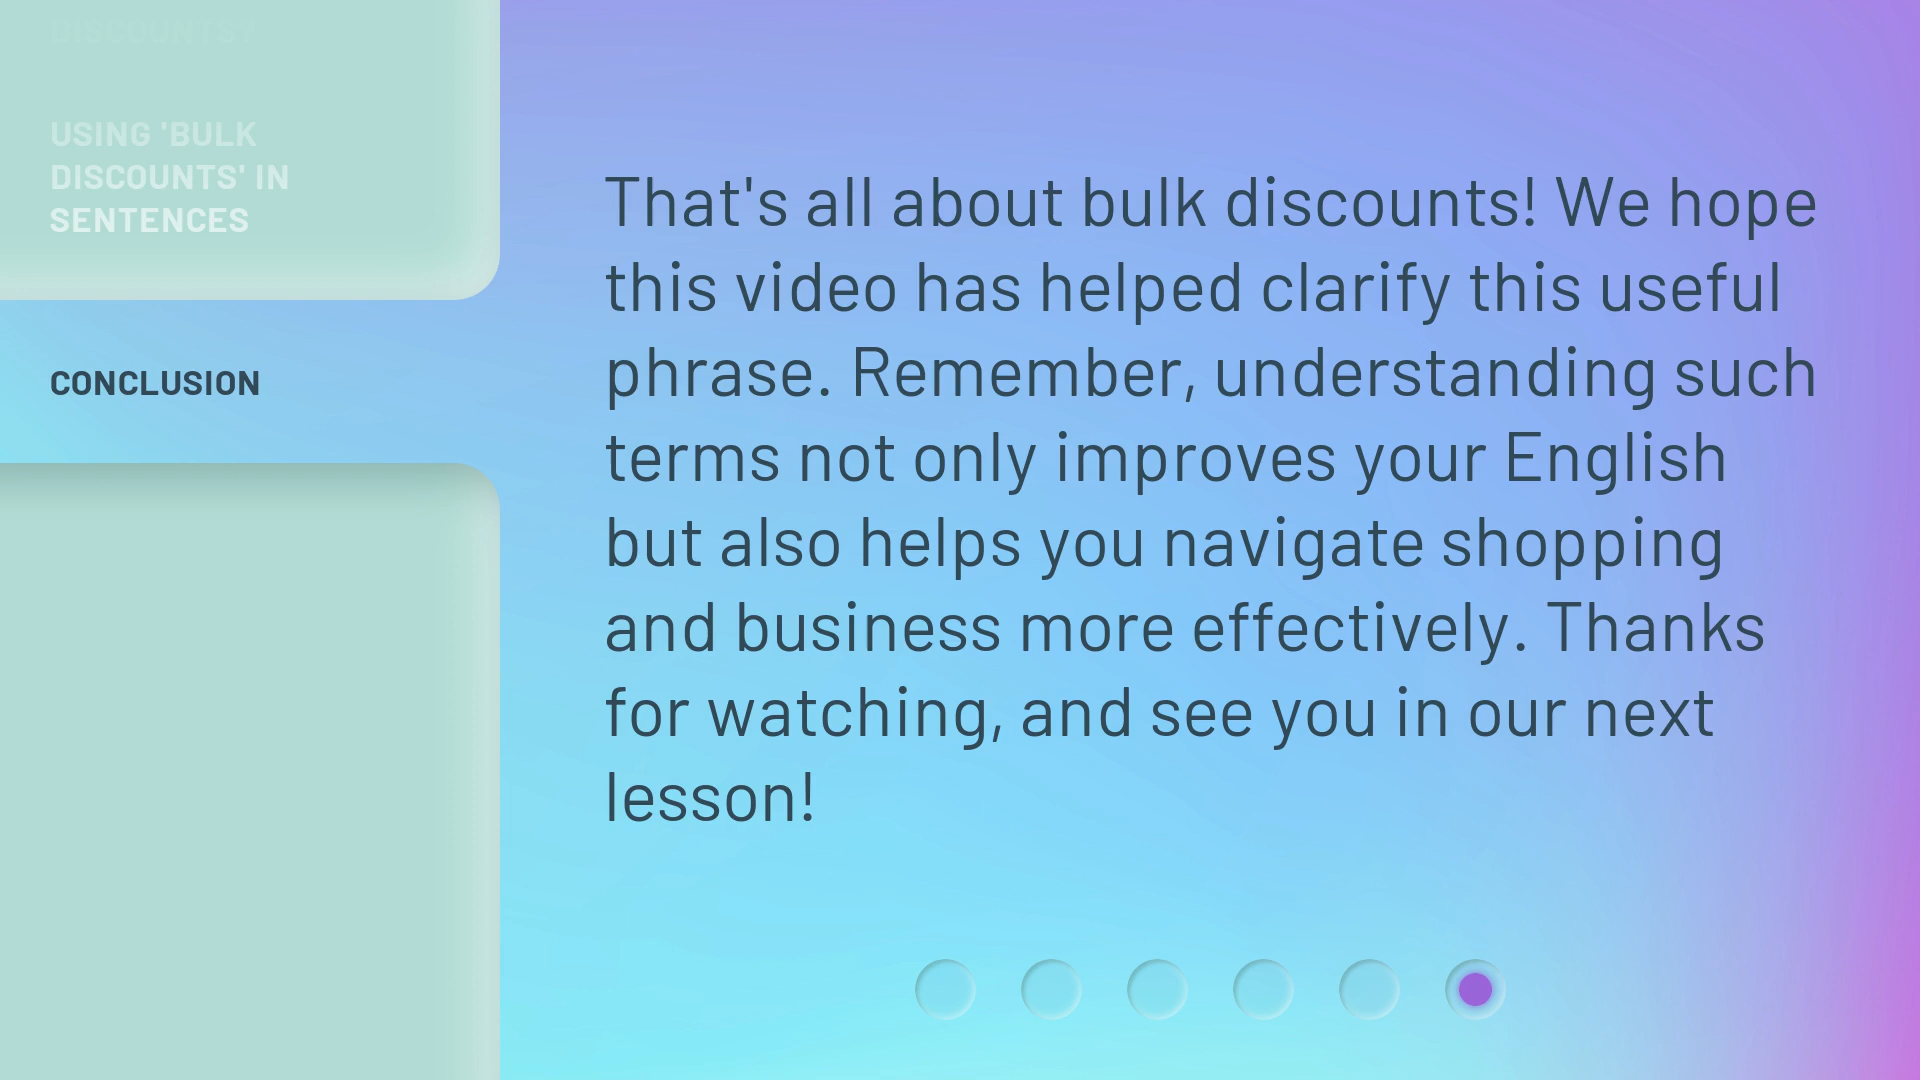 DISCOUNTS?
USING 'BULK
DISCOUNTS' IN
SENTENCES
CONCLUSION
That's all about bulk discounts! We hope
this video has helped clarify this useful
phrase. Remember, understanding such
terms not only improves your English
but also helps you navigate shopping
and business more effectively. Thanks
for watching, and see you in our next
lesson!